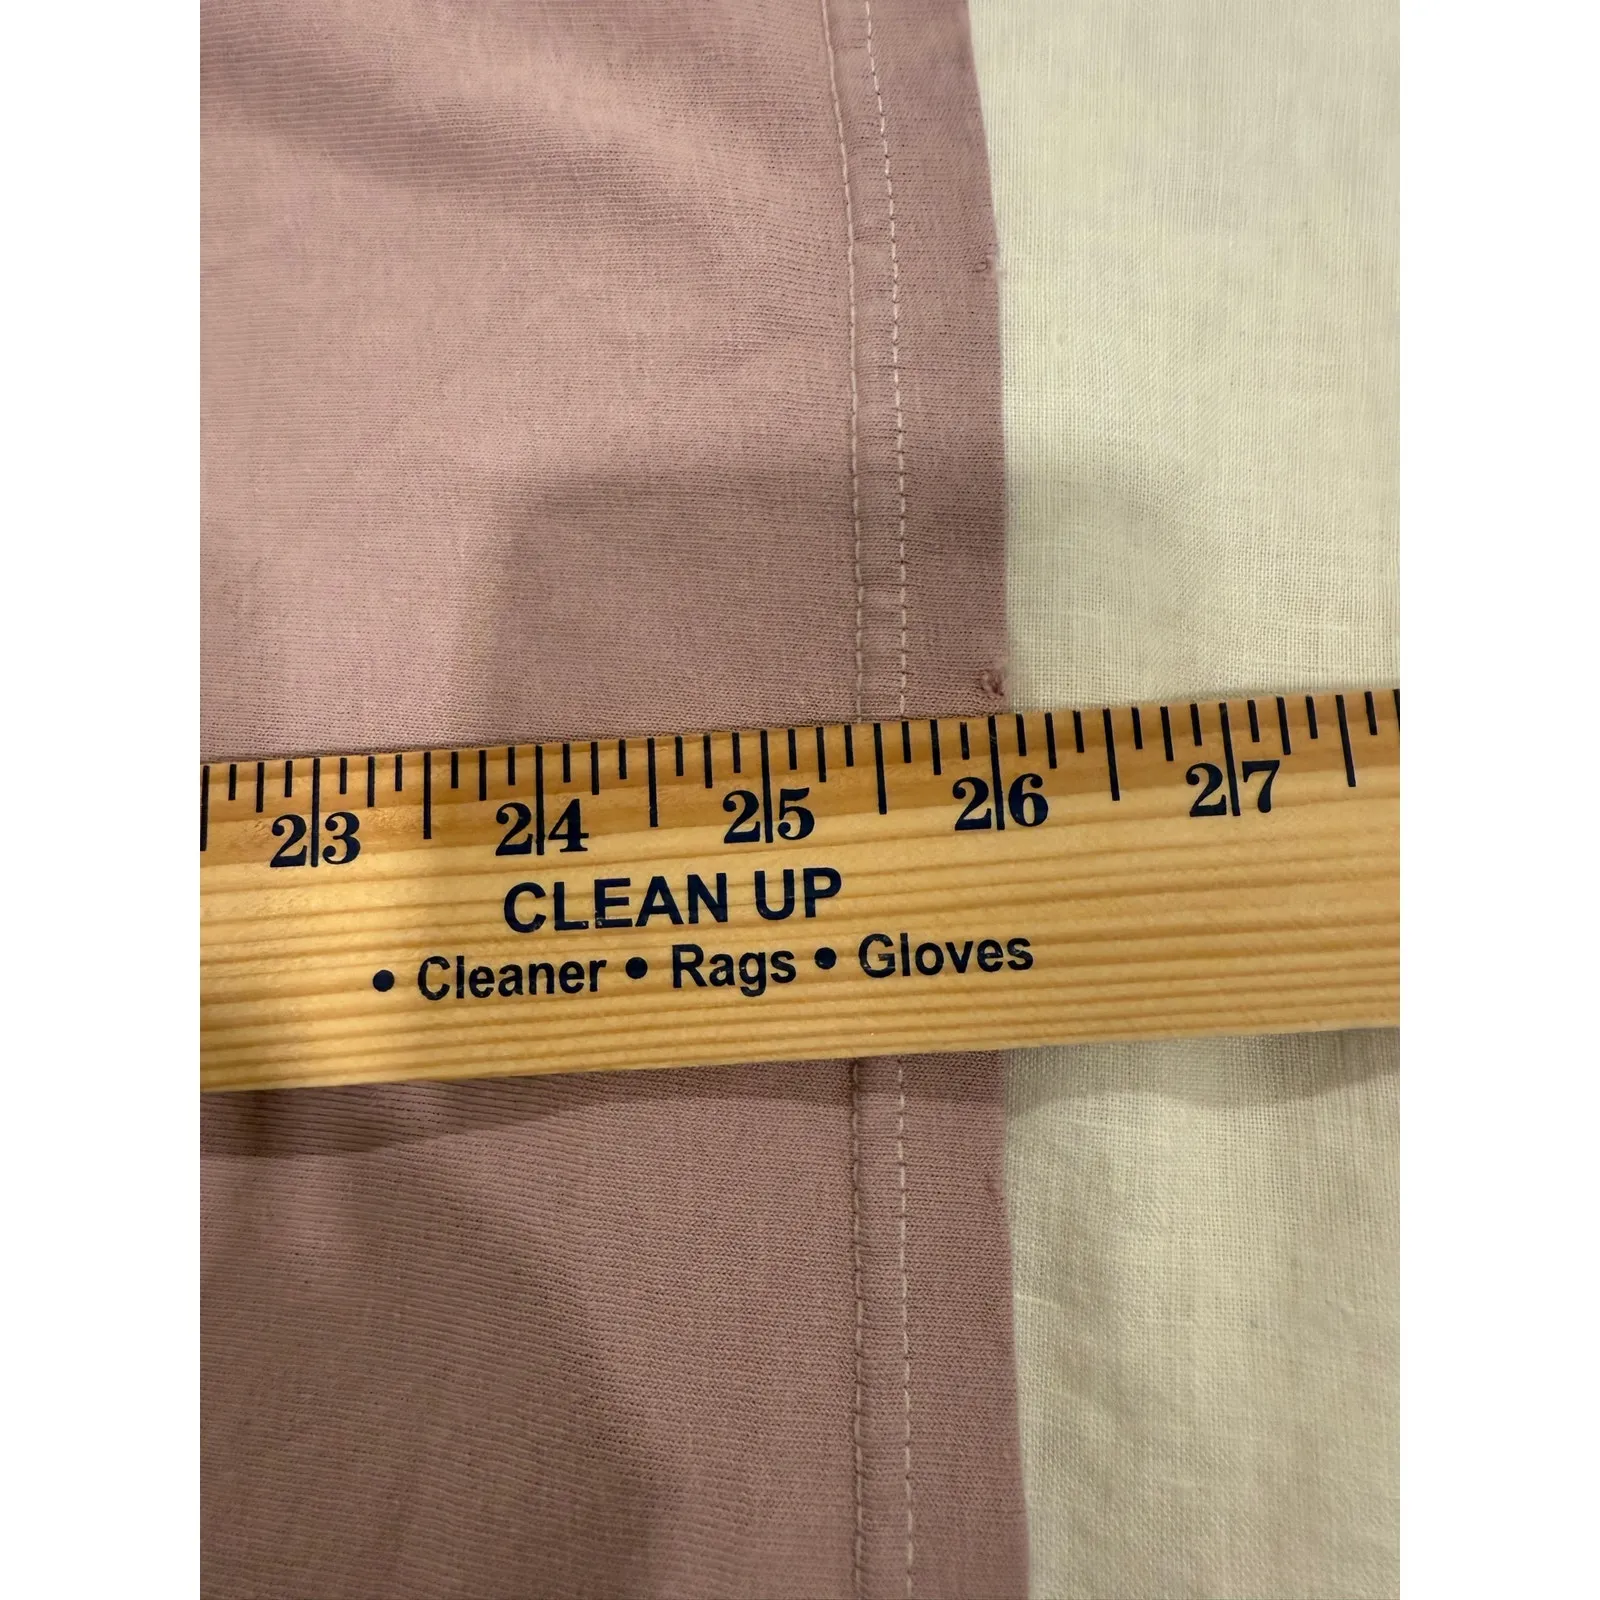 23 24 25 26 27
CLEAN UP
• Cleaner • Rags • Gloves